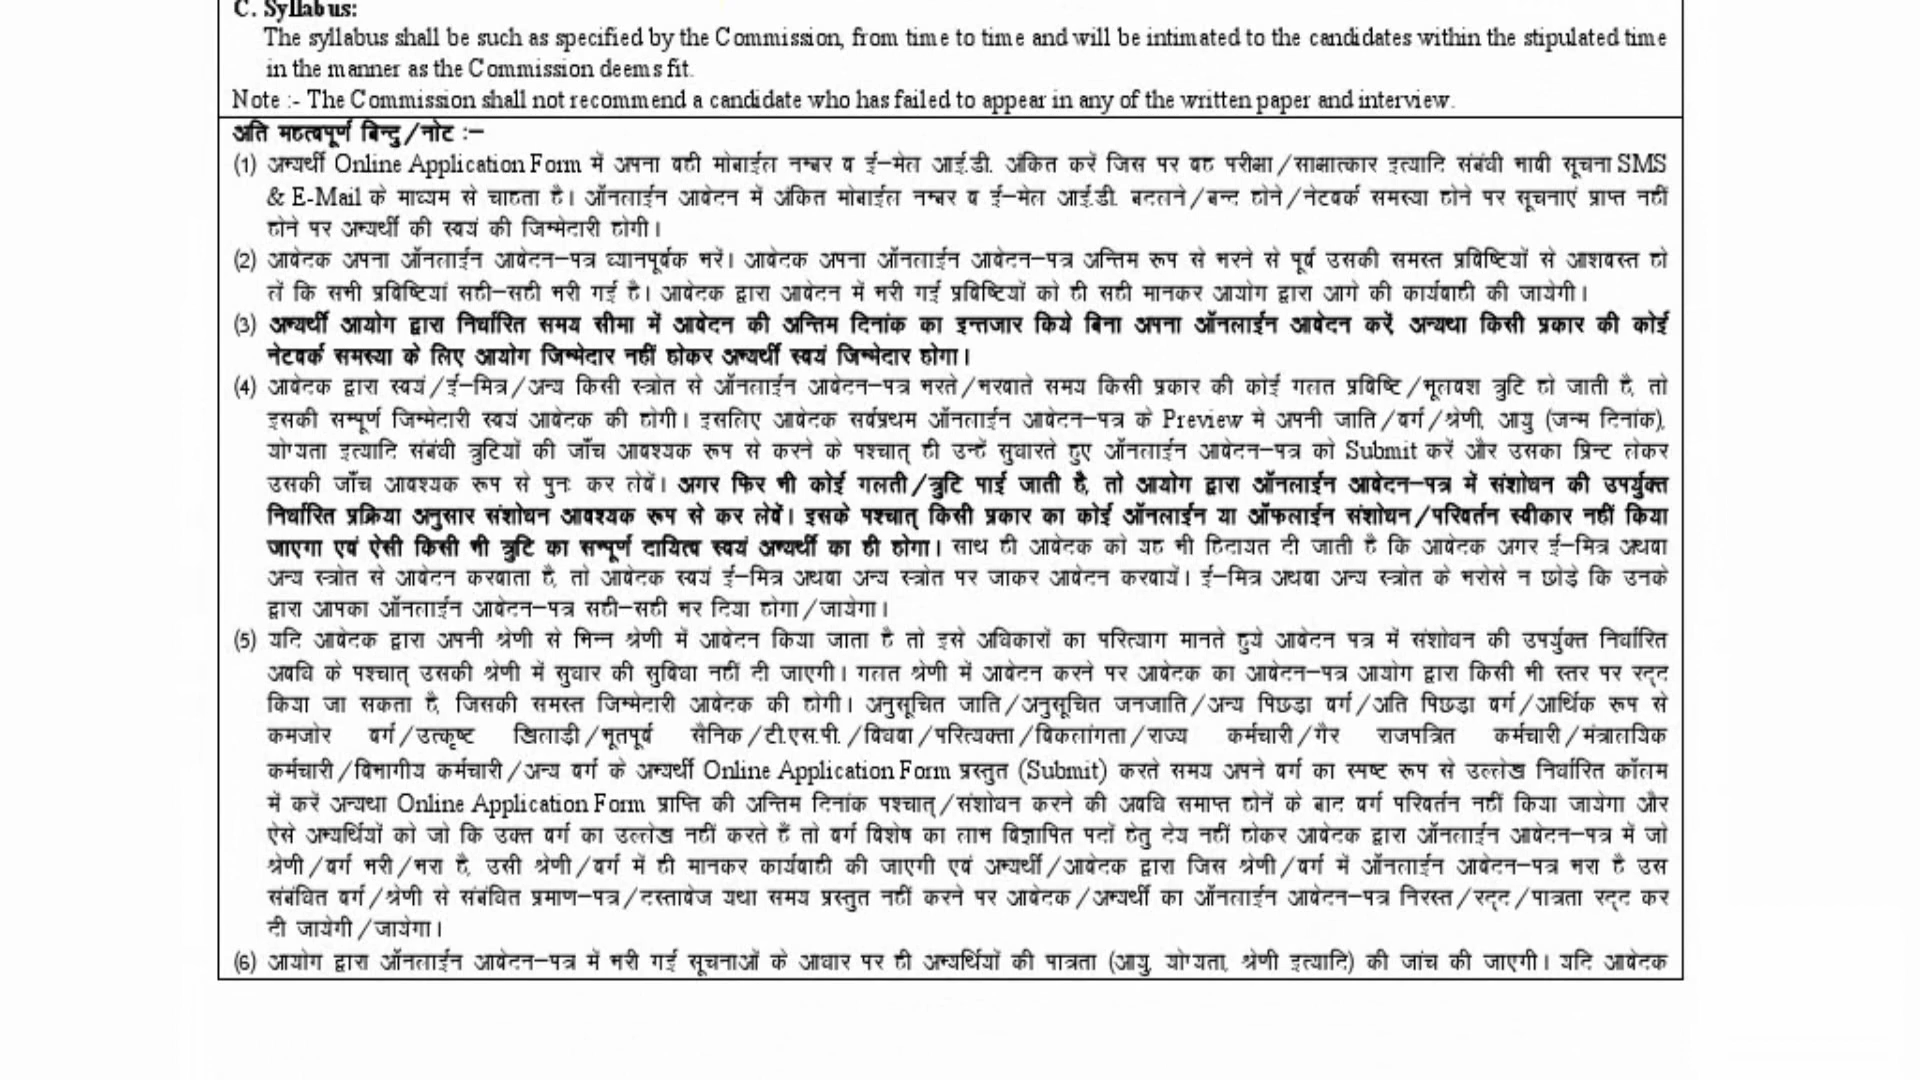 C. Syllabus:
The syllabus shall be such as specified by the Commission, from time to time and will be intimated to the candidates within the stipulated time
in the manner as the Commission deems fit.
Note :- The Commission shall not recommend a candidate who has failed to appear in any of the written paper and interview.
अति महत्वपूर्ण बिन्दु/नोट :–
(1) अभ्यर्थी Online Application Form में अपना वही मोबाईल नम्बर व ई–मेल आई.डी. अंकित करें जिस पर वह परीक्षा/साक्षात्कार इत्यादि संबंधी भावी सूचना SMS
& E-Mail के माध्यम से चाहता है। ऑनलाईन आवेदन में अंकित मोबाईल नम्बर व ई–मेल आई.डी. बदलने/बन्द होने/नेटवर्क समस्या होने पर सूचनाएं प्राप्त नहीं
होने पर अभ्यर्थी की स्वयं की जिम्मेदारी होगी।
(2) आवेदक अपना ऑनलाईन आवेदन–पत्र ध्यानपूर्वक भरें। आवेदक अपना ऑनलाईन आवेदन–पत्र अन्तिम रूप से भरने से पूर्व उसकी समस्त प्रविष्टियों से आशवस्त हो
लें कि सभी प्रविष्टियां सही–सही भरी गई है। आवेदक द्वारा आवेदन में भरी गई प्रविष्टियों को ही सही मानकर आयोग द्वारा आगे की कार्यवाही की जायेगी।
(3) अभ्यर्थी आयोग द्वारा निर्धारित समय सीमा में आवेदन की अन्तिम दिनांक का इन्तजार किये बिना अपना ऑनलाईन आवेदन करें, अन्यथा किसी प्रकार की कोई
नेटवर्क समस्या के लिए आयोग जिम्मेदार नहीं होकर अभ्यर्थी स्वयं जिम्मेदार होगा।
(4) आवेदक द्वारा स्वयं/ई–मित्र/अन्य किसी स्त्रोत से ऑनलाईन आवेदन–पत्र भरते/भरवाते समय किसी प्रकार की कोई गलत प्रविष्टि/भूलवश त्रुटि हो जाती है, तो
इसकी सम्पूर्ण जिम्मेदारी स्वयं आवेदक की होगी। इसलिए आवेदक सर्वप्रथम ऑनलाईन आवेदन–पत्र के Preview मे अपनी जाति/वर्ग/श्रेणी, आयु (जन्म दिनांक),
योग्यता इत्यादि संबंधी त्रुटियों की जाँच आवश्यक रूप से करने के पश्चात् ही उन्हें सुधारते हुए ऑनलाईन आवेदन–पत्र को Submit करें और उसका प्रिन्ट लेकर
उसकी जाँच आवश्यक रूप से पुनः कर लेवें। अगर फिर भी कोई गलती/त्रुटि पाई जाती है, तो आयोग द्वारा ऑनलाईन आवेदन–पत्र में संशोधन की उपर्युक्त
निर्धारित प्रक्रिया अनुसार संशोधन आवश्यक रूप से कर लेवें। इसके पश्चात् किसी प्रकार का कोई ऑनलाईन या ऑफलाईन संशोधन/परिवर्तन स्वीकार नहीं किया
जाएगा एवं ऐसी किसी भी त्रुटि का सम्पूर्ण दायित्व स्वयं अभ्यर्थी का ही होगा। साथ ही आवेदक को यह भी हिदायत दी जाती है कि आवेदक अगर ई–मित्र अथवा
अन्य स्त्रोत से आवेदन करवाता है, तो आवेदक स्वयं ई–मित्र अथवा अन्य स्त्रोत पर जाकर आवेदन करवायें। ई–मित्र अथवा अन्य स्त्रोत के भरोसे न छोड़े कि उनके
द्वारा आपका ऑनलाईन आवेदन–पत्र सही–सही भर दिया होगा/जायेगा।
(5) यदि आवेदक द्वारा अपनी श्रेणी से भिन्न श्रेणी में आवेदन किया जाता है तो इसे अधिकारों का परित्याग मानते हुये आवेदन पत्र में संशोधन की उपर्युक्त निर्धारित
अवधि के पश्चात् उसकी श्रेणी में सुधार की सुविधा नहीं दी जाएगी। गलत श्रेणी में आवेदन करने पर आवेदक का आवेदन–पत्र आयोग द्वारा किसी भी स्तर पर रद्द
किया जा सकता है, जिसकी समस्त जिम्मेदारी आवेदक की होगी। अनुसूचित जाति/अनुसूचित जनजाति/अन्य पिछड़ा वर्ग/अति पिछड़ा वर्ग/आर्थिक रूप से
कमजोर वर्ग/उत्कृष्ट खिलाड़ी/भूतपूर्व सैनिक/टी.एस.पी./विधवा/परित्यक्ता/विकलांगता/राज्य कर्मचारी/गैर राजपत्रित कर्मचारी/मंत्रालयिक
कर्मचारी/विभागीय कर्मचारी/अन्य वर्ग के अभ्यर्थी Online Application Form प्रस्तुत (Submit) करते समय अपने वर्ग का स्पष्ट रूप से उल्लेख निर्धारित कॉलम
में करें अन्यथा Online Application Form प्राप्ति की अन्तिम दिनांक पश्चात्/संशोधन करने की अवधि समाप्त होनें के बाद वर्ग परिवर्तन नहीं किया जायेगा और
ऐसे अभ्यर्थियों को जो कि उक्त वर्ग का उल्लेख नहीं करते हैं तो वर्ग विशेष का लाभ विज्ञापित पदों हेतु देय नहीं होकर आवेदक द्वारा ऑनलाईन आवेदन–पत्र में जो
श्रेणी/वर्ग भरी/भरा है, उसी श्रेणी/वर्ग में ही मानकर कार्यवाही की जाएगी एवं अभ्यर्थी/आवेदक द्वारा जिस श्रेणी/वर्ग में ऑनलाईन आवेदन–पत्र भरा है उस
संबंधित वर्ग/श्रेणी से संबंधित प्रमाण–पत्र/दस्तावेज यथा समय प्रस्तुत नहीं करने पर आवेदक/अभ्यर्थी का ऑनलाईन आवेदन–पत्र निरस्त/रद्द/पात्रता रद्द कर
दी जायेगी/जायेगा।
(6) आयोग द्वारा ऑनलाईन आवेदन–पत्र में भरी गई सूचनाओं के आधार पर ही अभ्यर्थियों की पात्रता (आयु, योग्यता, श्रेणी इत्यादि) की जांच की जाएगी। यदि आवेदक